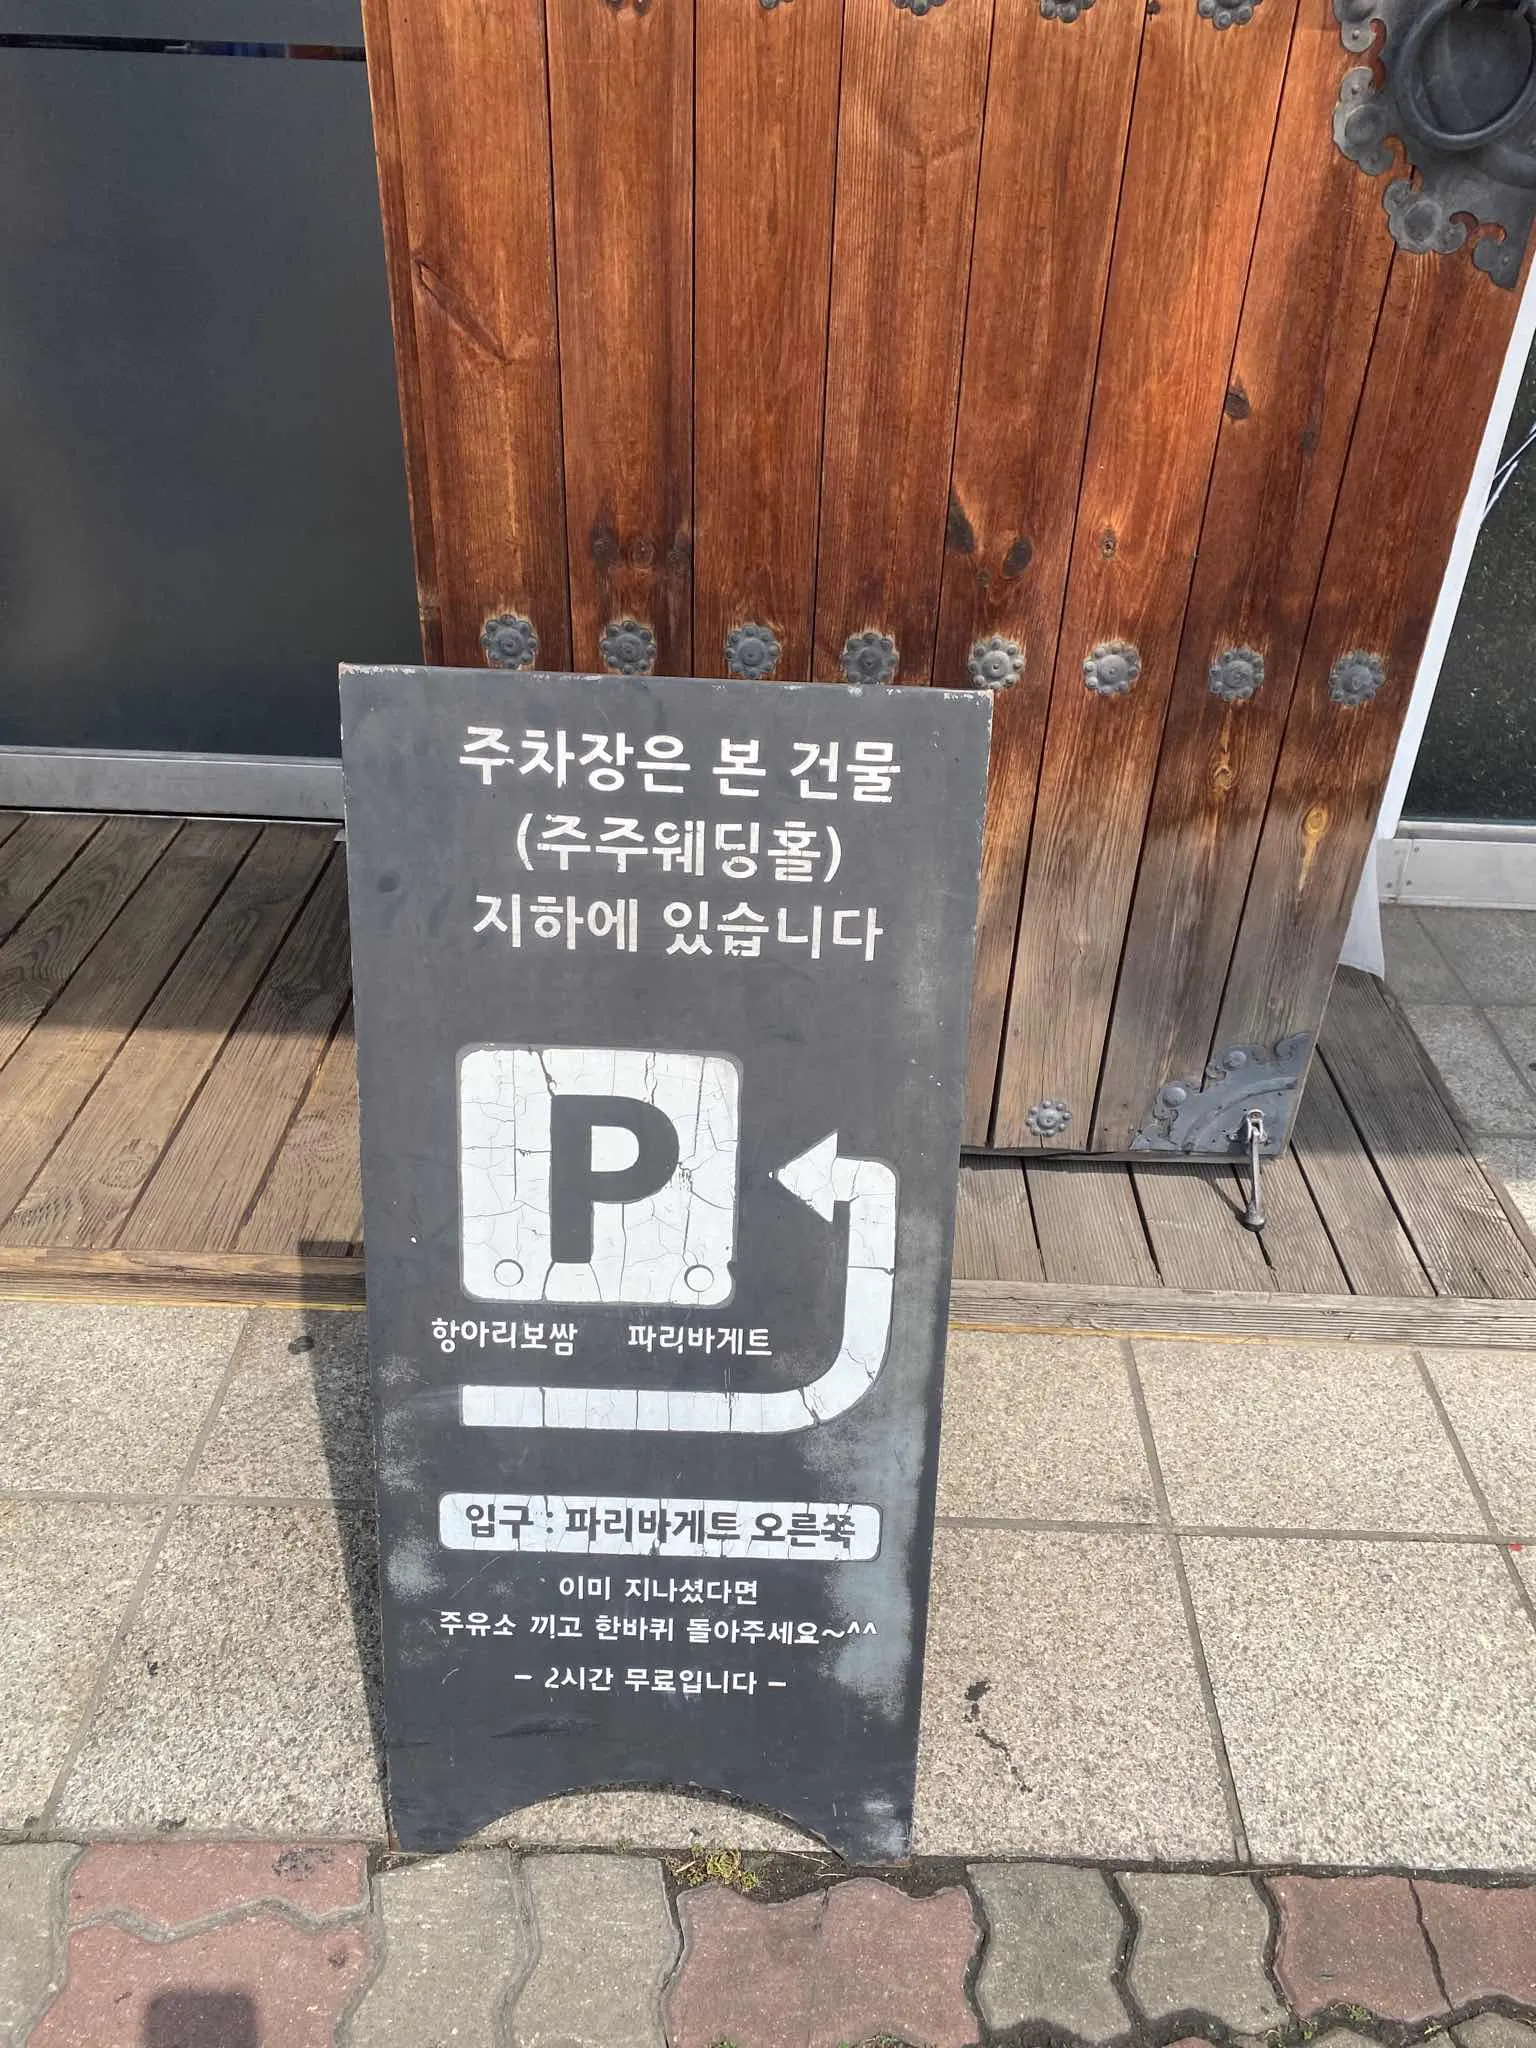 주차장은 본 건물
(주주웨딩홀)
지하에 있습니다
P
항아리보쌈 파리바게트
입구 : 파리바게트 오른쪽
이미 지나셨다면
주유소 끼고 한바퀴 돌아주세요~^^
- 2시간 무료입니다 -